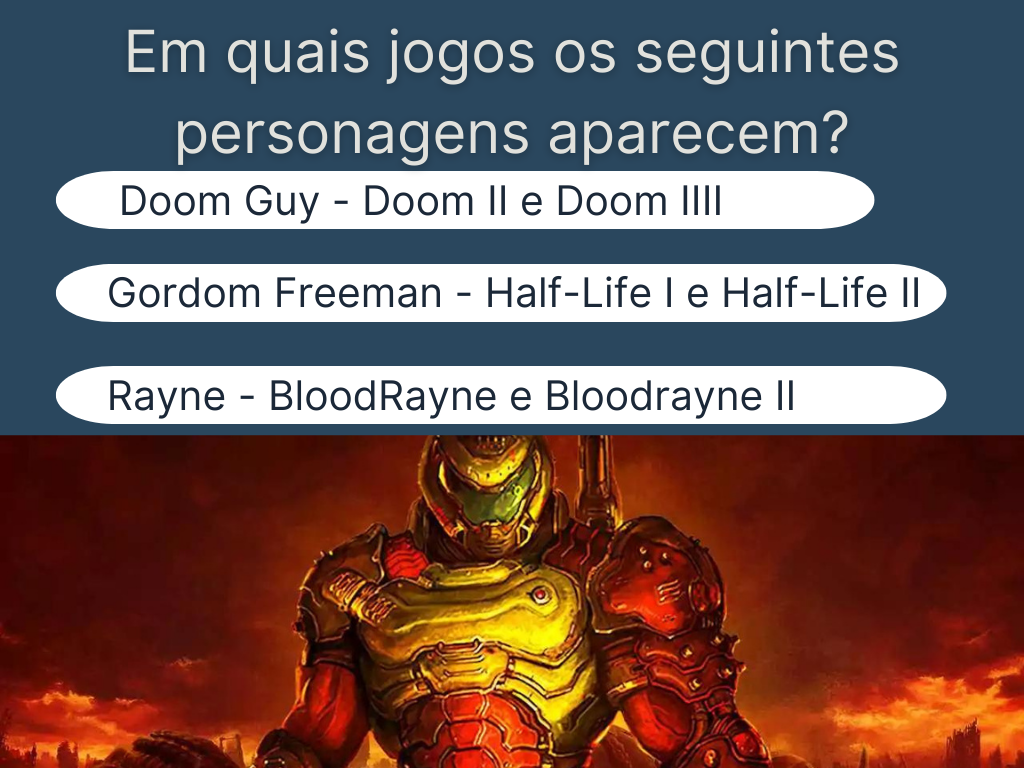 Em quais jogos os seguintes
personagens aparecem?
Doom Guy - Doom II e Doom IIII
Gordom Freeman - Half-Life I e Half-Life II
Rayne - BloodRayne e Bloodrayne II